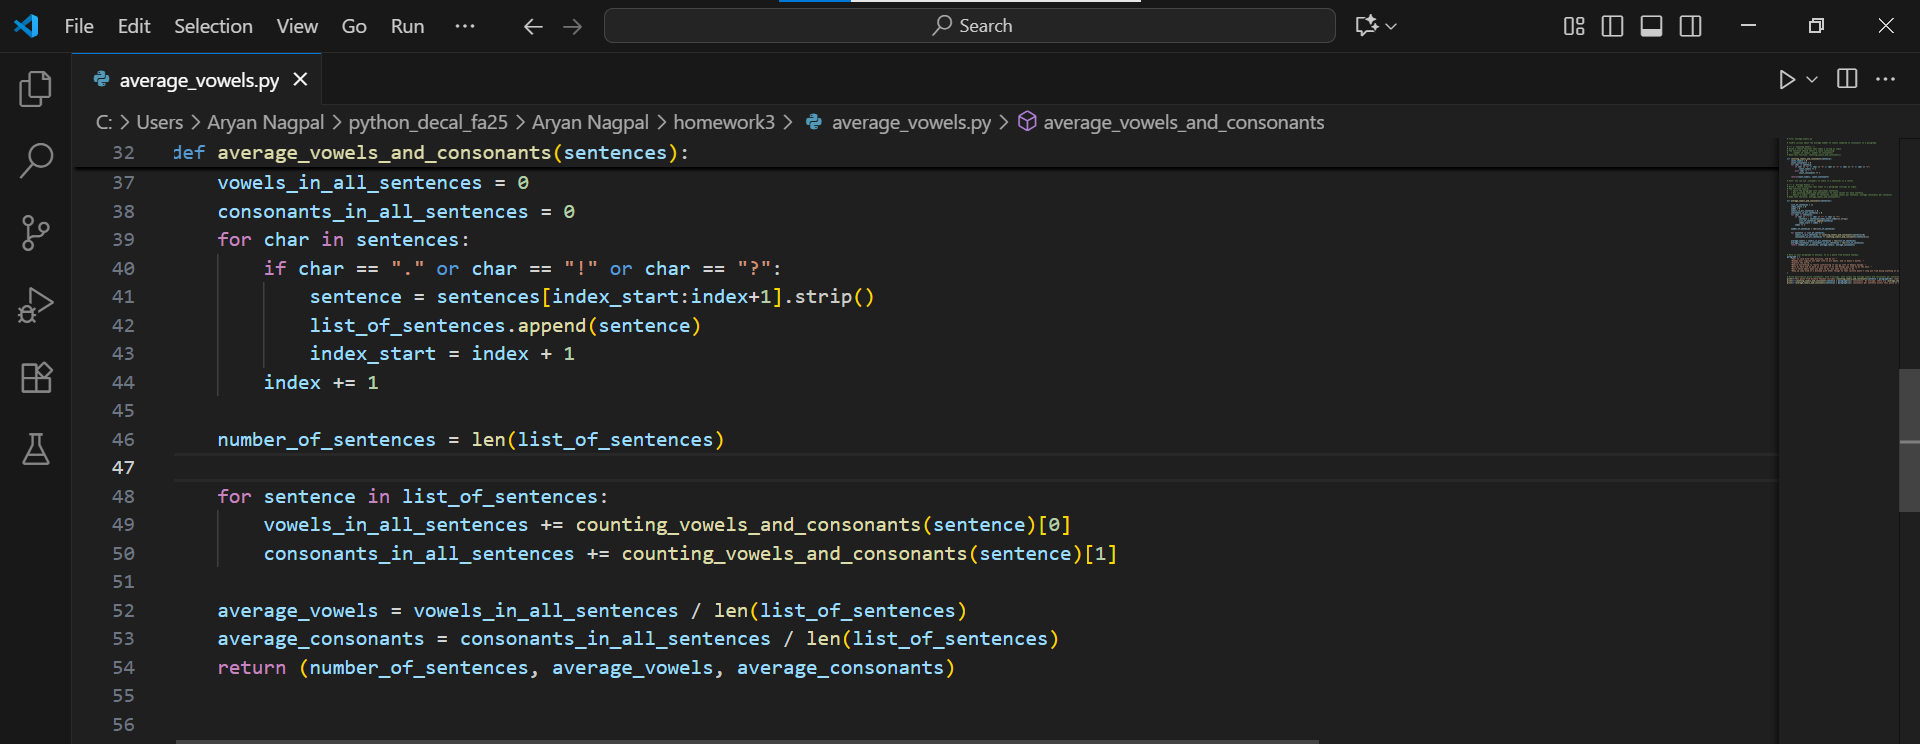 File Edit Selection View Go Run ··· Search
average_vowels.py
C: > Users > Aryan Nagpal > python_decal_fa25 > Aryan Nagpal > homework3 > average_vowels.py > average_vowels_and_consonants
32 def average_vowels_and_consonants(sentences):
37 vowels_in_all_sentences = 0
38 consonants_in_all_sentences = 0
39 for char in sentences:
40 if char == "." or char == "!" or char == "?":
41 sentence = sentences[index_start:index+1].strip()
42 list_of_sentences.append(sentence)
43 index_start = index + 1
44 index += 1
45
46 number_of_sentences = len(list_of_sentences)
47
48 for sentence in list_of_sentences:
49 vowels_in_all_sentences += counting_vowels_and_consonants(sentence)[0]
50 consonants_in_all_sentences += counting_vowels_and_consonants(sentence)[1]
51
52 average_vowels = vowels_in_all_sentences / len(list_of_sentences)
53 average_consonants = consonants_in_all_sentences / len(list_of_sentences)
54 return (number_of_sentences, average_vowels, average_consonants)
55
56